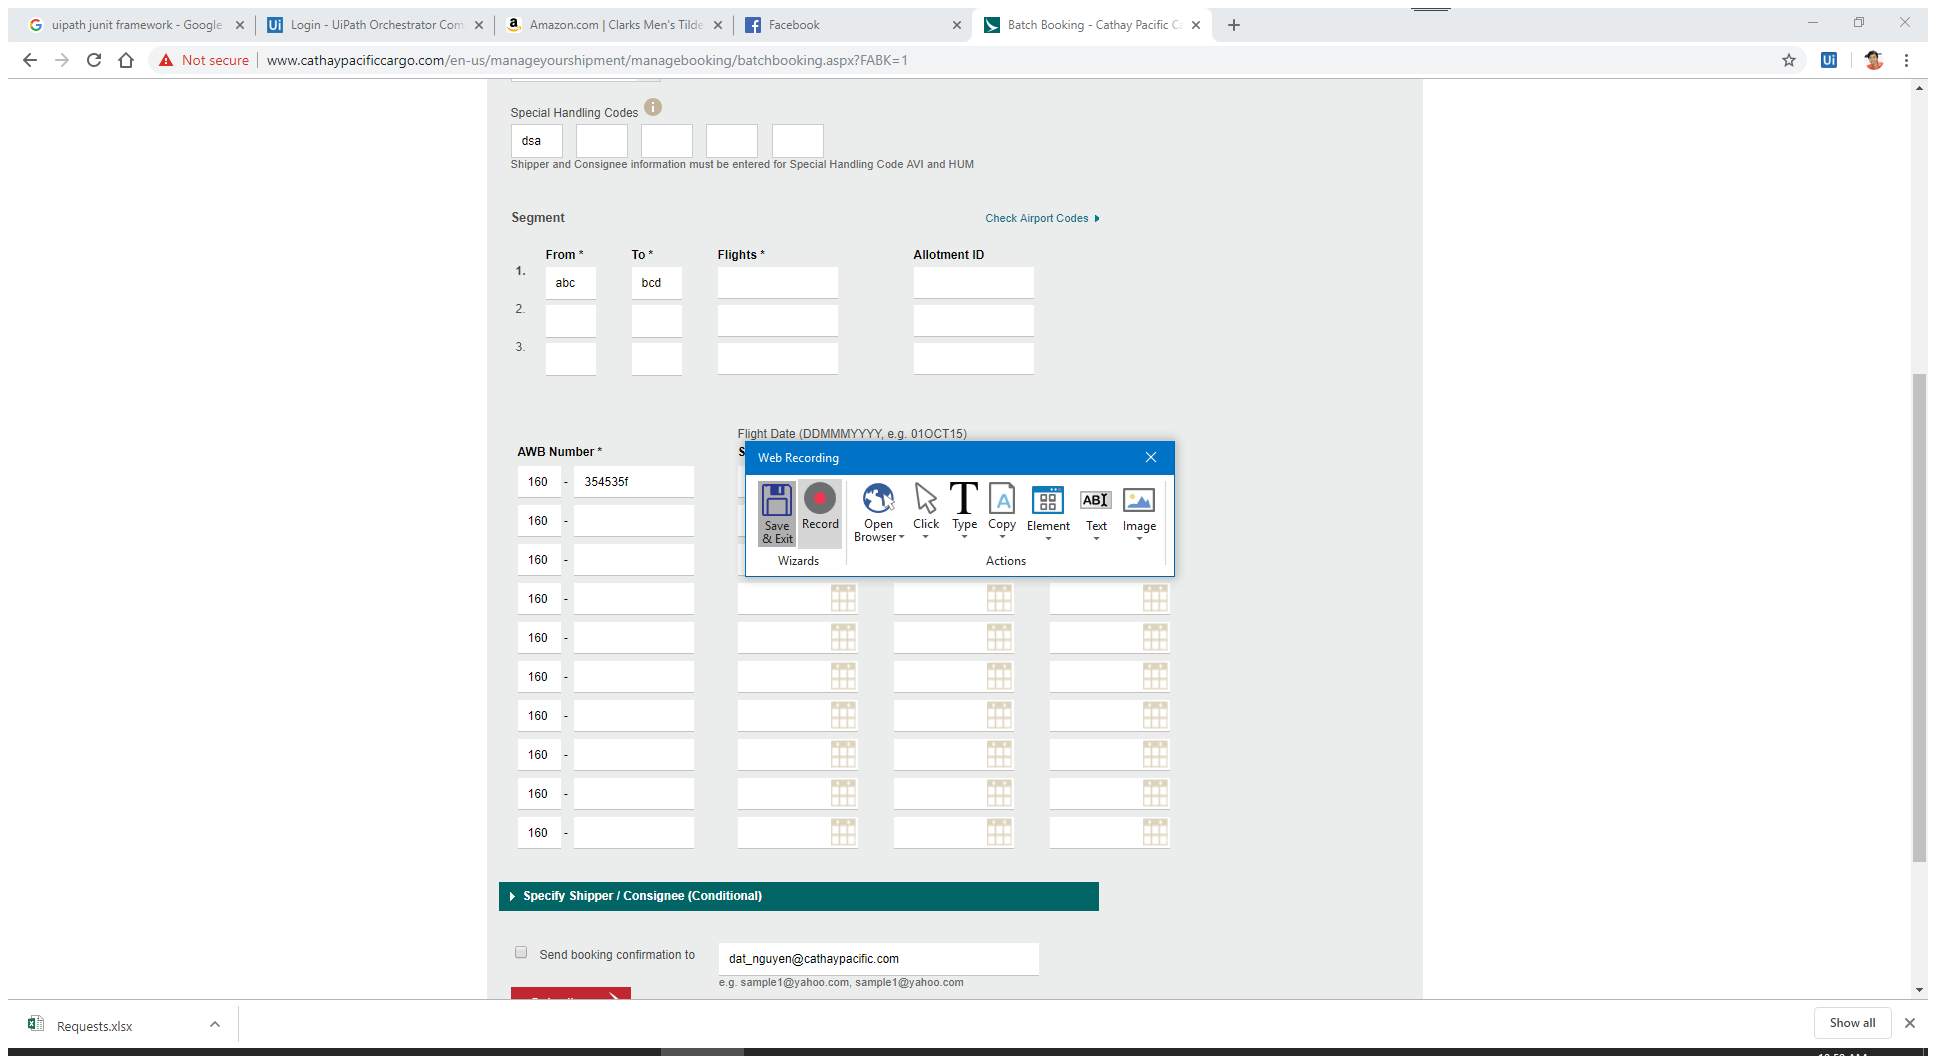 uipath junit framework - Google
Login - UiPath Orchestrator Com
Amazon.com | Clarks Men's Tilde
Facebook
Batch Booking - Cathay Pacific
Not secure
www.cathaypacificcargo.com/en-us/manageyourshipment/managebooking/batchbooking.aspx?FABK=1
Special Handling Codes
dsa
Shipper and Consignee information must be entered for Special Handling Code AVI and HUM
Segment
Check Airport Codes
From * To * Flights * Allotment ID
1. abc bcd
2.
3.
Flight Date (DDMMMYYYY, e.g. 01OCT15)
AWB Number * S
160 - 354535f
160 -
160 -
160 -
160 -
160 -
160 -
160 -
160 -
160 -
Web Recording
Save & Exit
Record
Open Browser
Click
Type
Copy
Element
Text
Image
Wizards
Actions
Specify Shipper / Consignee (Conditional)
Send booking confirmation to
dat_nguyen@cathaypacific.com
e.g. sample1@yahoo.com, sample1@yahoo.com
Requests.xlsx
Show all